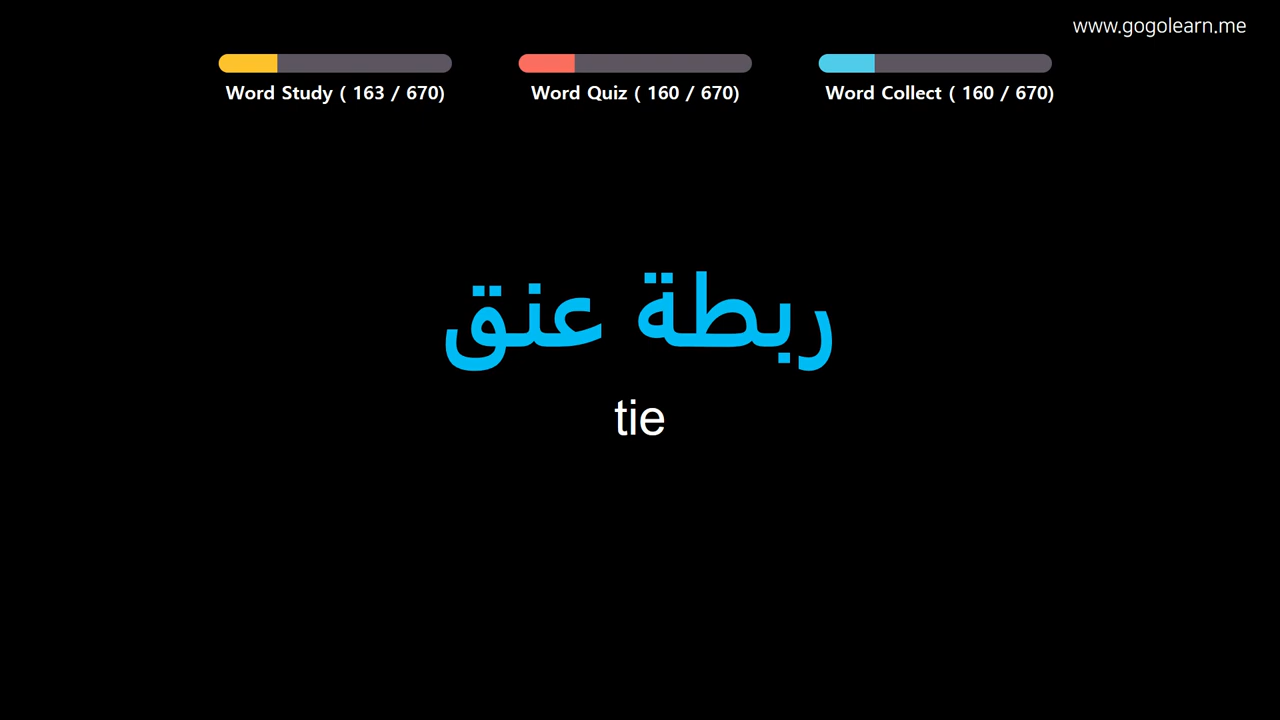 www.gogolearn.me
Word Study ( 163 / 670)
Word Quiz ( 160 / 670)
Word Collect ( 160 / 670)
ربطة عنق
tie